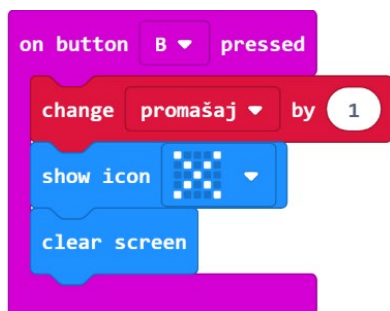 on button B pressed
change promašaj by 1
show icon
clear screen